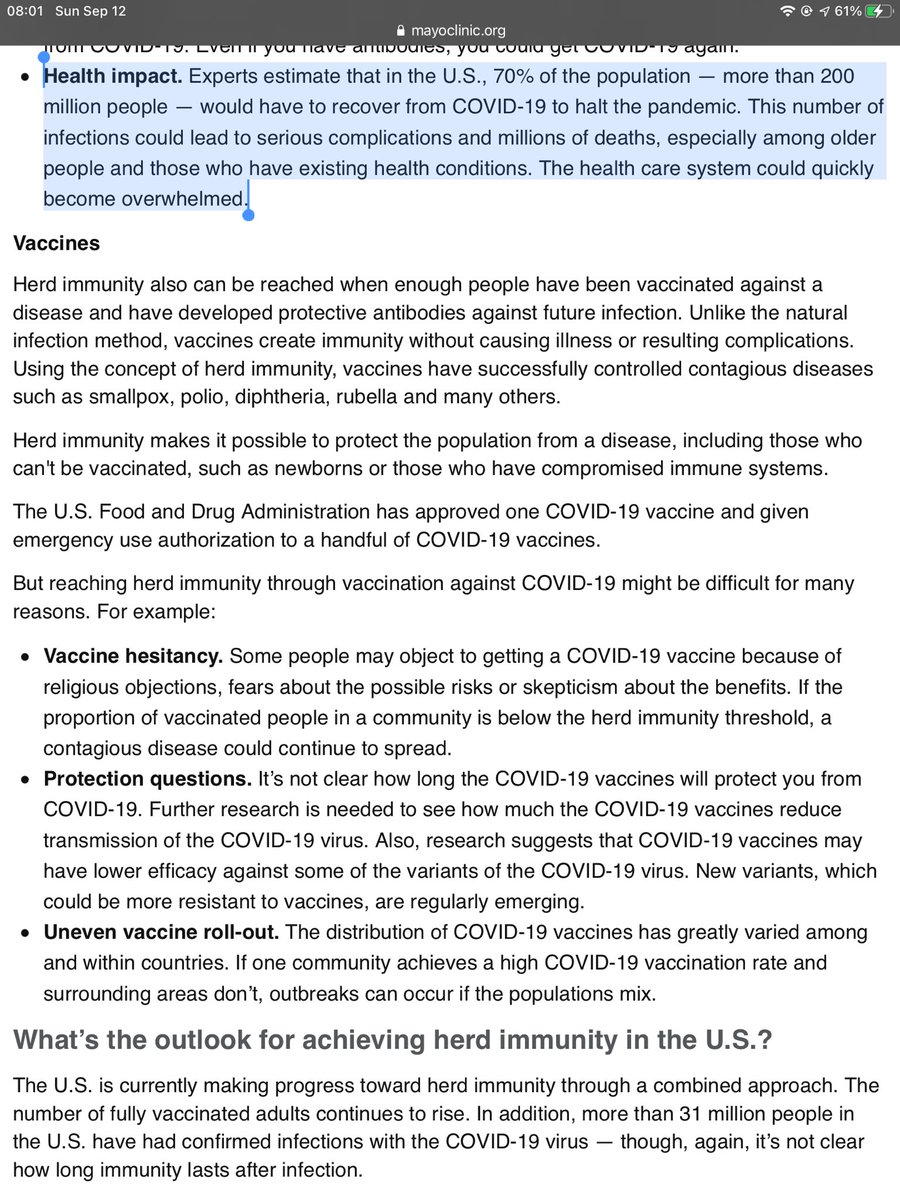 08:01 Sun Sep 12
61%
mayoclinic.org
from COVID-19. Even if you have antibodies, you could get COVID-19 again.
• Health impact. Experts estimate that in the U.S., 70% of the population — more than 200
million people — would have to recover from COVID-19 to halt the pandemic. This number of
infections could lead to serious complications and millions of deaths, especially among older
people and those who have existing health conditions. The health care system could quickly
become overwhelmed.
Vaccines
Herd immunity also can be reached when enough people have been vaccinated against a
disease and have developed protective antibodies against future infection. Unlike the natural
infection method, vaccines create immunity without causing illness or resulting complications.
Using the concept of herd immunity, vaccines have successfully controlled contagious diseases
such as smallpox, polio, diphtheria, rubella and many others.
Herd immunity makes it possible to protect the population from a disease, including those who
can't be vaccinated, such as newborns or those who have compromised immune systems.
The U.S. Food and Drug Administration has approved one COVID-19 vaccine and given
emergency use authorization to a handful of COVID-19 vaccines.
But reaching herd immunity through vaccination against COVID-19 might be difficult for many
reasons. For example:
• Vaccine hesitancy. Some people may object to getting a COVID-19 vaccine because of
religious objections, fears about the possible risks or skepticism about the benefits. If the
proportion of vaccinated people in a community is below the herd immunity threshold, a
contagious disease could continue to spread.
• Protection questions. It’s not clear how long the COVID-19 vaccines will protect you from
COVID-19. Further research is needed to see how much the COVID-19 vaccines reduce
transmission of the COVID-19 virus. Also, research suggests that COVID-19 vaccines may
have lower efficacy against some of the variants of the COVID-19 virus. New variants, which
could be more resistant to vaccines, are regularly emerging.
• Uneven vaccine roll-out. The distribution of COVID-19 vaccines has greatly varied among
and within countries. If one community achieves a high COVID-19 vaccination rate and
surrounding areas don’t, outbreaks can occur if the populations mix.
What’s the outlook for achieving herd immunity in the U.S.?
The U.S. is currently making progress toward herd immunity through a combined approach. The
number of fully vaccinated adults continues to rise. In addition, more than 31 million people in
the U.S. have had confirmed infections with the COVID-19 virus — though, again, it’s not clear
how long immunity lasts after infection.